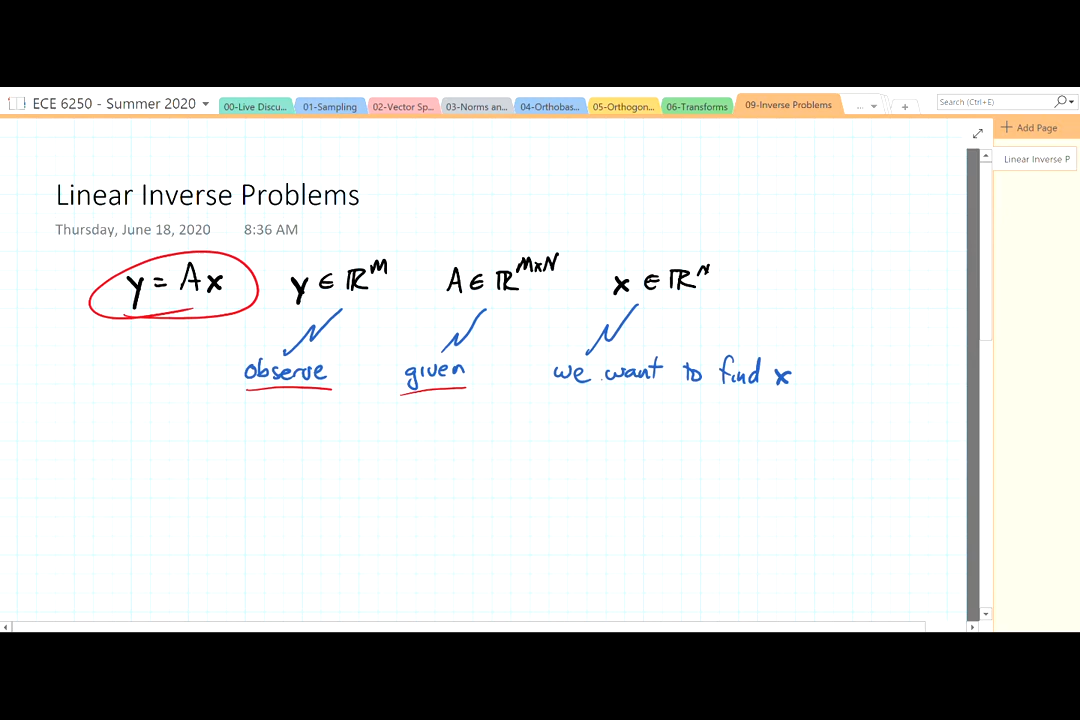 ECE 6250 - Summer 2020
00-Live Discu... 01-Sampling 02-Vector Sp... 03-Norms an... 04-Orthobas... 05-Orthogon... 06-Transforms 09-Inverse Problems ... +
Search (Ctrl+E)
+ Add Page
Linear Inverse P
Linear Inverse Problems
Thursday, June 18, 2020 8:36 AM
y = Ax y ∈ ℝ^M A ∈ ℝ^{M×N} x ∈ ℝ^N
observe given we want to find x